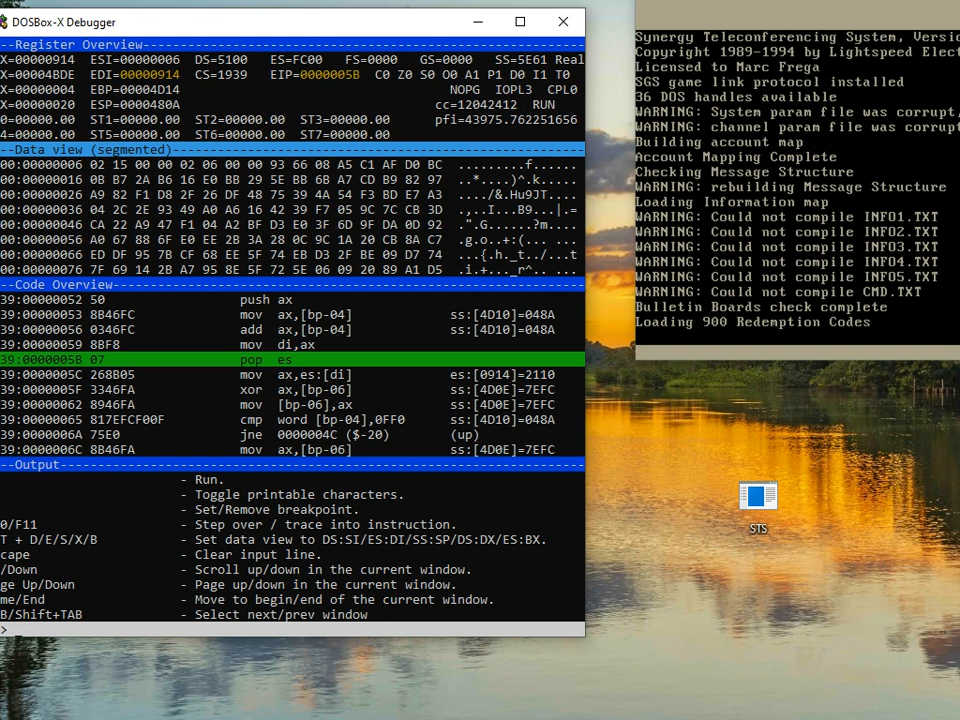 DOSBox-X Debugger
--Register Overview-
X=00000914 ESI=00000006 DS=5100 ES=FC00 FS=0000 GS=0000 SS=5E61 Real
X=00004BDE EDI=00000914 CS=1939 EIP=0000005B C0 Z0 S0 O0 A1 P1 D0 I1 T0
X=00000004 EBP=00004D14 NOPG IOPL3 CPL0
X=00000020 ESP=0000480A cc=12042412 RUN
0=00000.00 ST1=00000.00 ST2=00000.00 ST3=00000.00 pfi=43975.762251656
4=00000.00 ST5=00000.00 ST6=00000.00 ST7=00000.00
--Data view (segmented)-
00:00000006 02 15 00 00 02 06 00 00 93 66 08 A5 C1 AF D0 BC .........f......
00:00000016 0B B7 2A B6 16 E0 BB 29 5E BB 6B A7 CD B9 82 97 ..*....)^.k.....
00:00000026 A9 82 F1 D8 2F 26 DF 48 75 39 4A 54 F3 BD E7 A3 ..../&.Hu9JT....
00:00000036 04 2C 2E 93 49 A0 A6 16 42 39 F7 05 9C 7C CB 3D .,..I...B9...|.=
00:00000046 CA 22 A9 47 F1 04 A2 BF D3 E0 3F 6D 9F DA 0D 92 .".G......?m....
00:00000056 A0 67 88 6F E0 EE 2B 3A 28 0C 9C 1A 20 CB 8A C7 .g.o..+:(... ...
00:00000066 ED DF 95 7B CF 68 EE 5F 74 EB D3 2F BE 09 D7 74 ...{.h._t../...t
00:00000076 7F 69 14 2B A7 95 8E 5F 72 5E 06 09 20 89 A1 D5 .i.+..._r^.. ...
--Code Overview-
39:00000052 50 push ax
39:00000053 8B46FC mov ax,[bp-04] ss:[4D10]=048A
39:00000056 0346FC add ax,[bp-04] ss:[4D10]=048A
39:00000059 8BF8 mov di,ax
39:0000005B 07 pop es
39:0000005C 268B05 mov ax,es:[di] es:[0914]=2110
39:0000005F 3346FA xor ax,[bp-06] ss:[4D0E]=7EFC
39:00000062 8946FA mov [bp-06],ax ss:[4D0E]=7EFC
39:00000065 817EFCF00F cmp word [bp-04],0FF0 ss:[4D10]=048A
39:0000006A 75E0 jne 0000004C ($-20) (up)
39:0000006C 8B46FA mov ax,[bp-06] ss:[4D0E]=7EFC
--Output-
- Run.
- Toggle printable characters.
- Set/Remove breakpoint.
0/F11 - Step over / trace into instruction.
T + D/E/S/X/B - Set data view to DS:SI/ES:DI/SS:SP/DS:DX/ES:BX.
cape - Clear input line.
/Down - Scroll up/down in the current window.
ge Up/Down - Page up/down in the current window.
me/End - Move to begin/end of the current window.
B/Shift+TAB - Select next/prev window
>
Synergy Teleconferencing System, Versio
Copyright 1989-1994 by Lightspeed Elect
Licensed to Marc Frega
SGS game link protocol installed
36 DOS handles available
WARNING: System param file was corrupt,
WARNING: channel param file was corrupt
Building account map
Account Mapping Complete
Checking Message Structure
WARNING: rebuilding Message Structure
Loading Information map
WARNING: Could not compile INFO1.TXT
WARNING: Could not compile INFO2.TXT
WARNING: Could not compile INFO3.TXT
WARNING: Could not compile INFO4.TXT
WARNING: Could not compile INFO5.TXT
WARNING: Could not compile CMD.TXT
Bulletin Boards check complete
Loading 900 Redemption Codes
STS